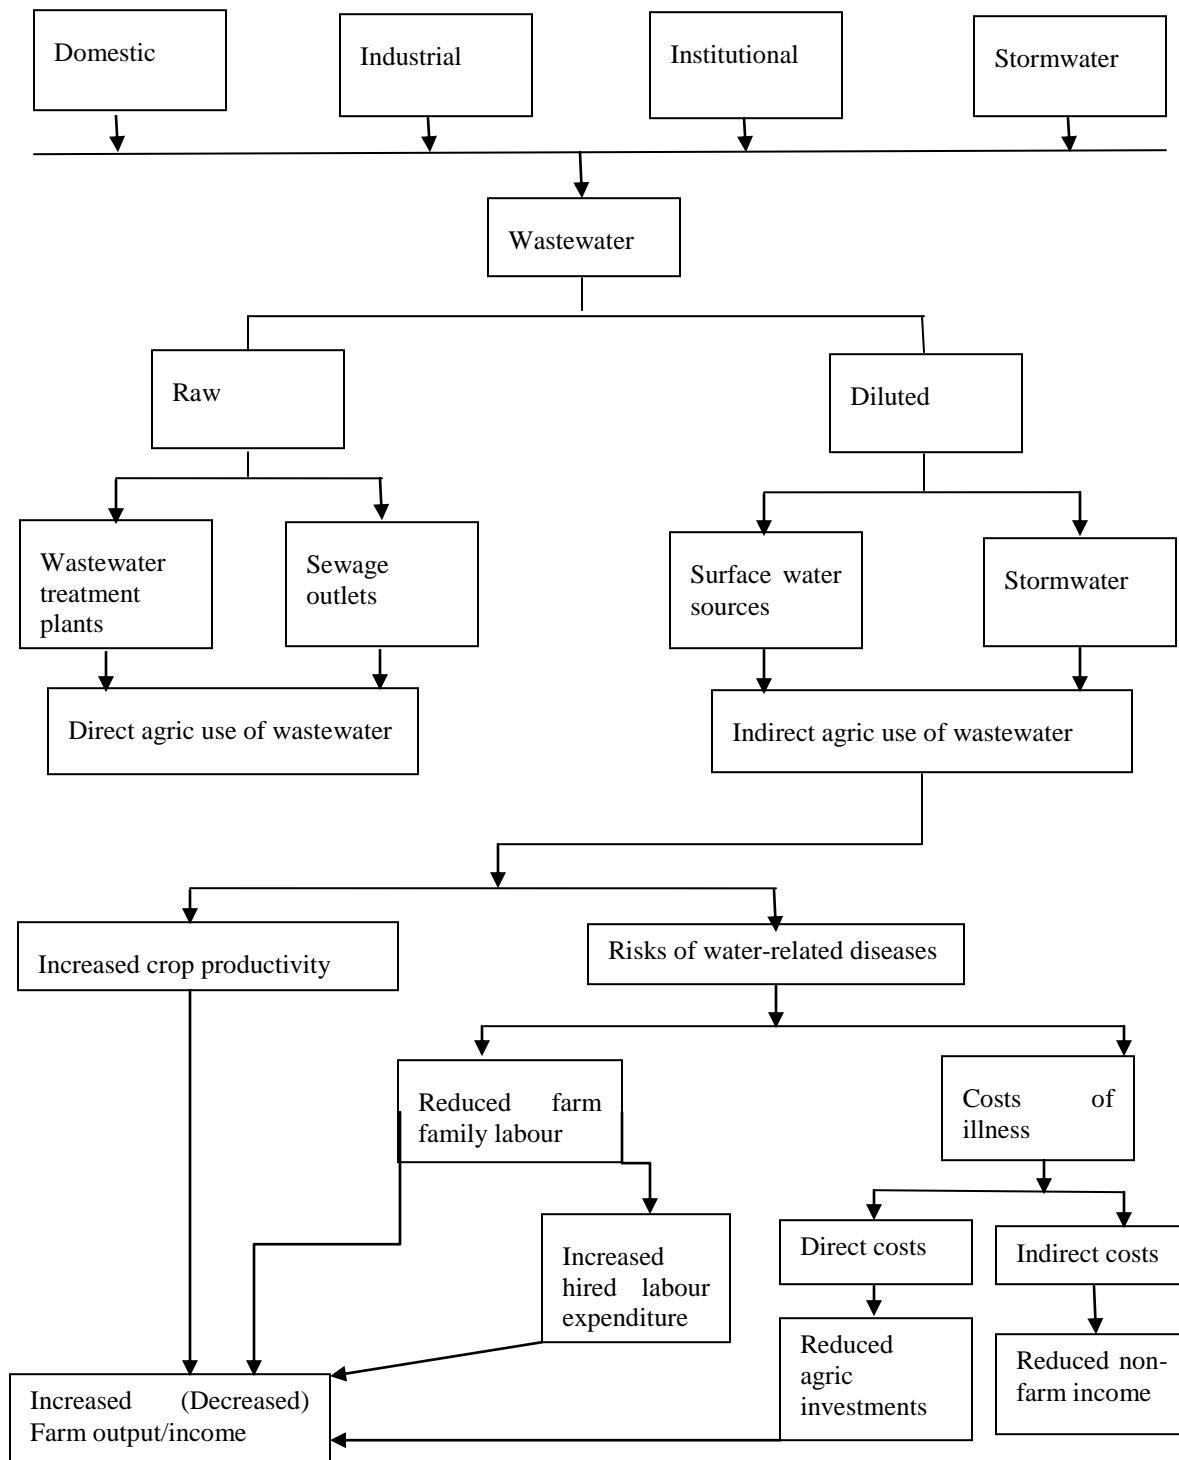 Domestic
Industrial
Institutional
Stormwater
Wastewater
Raw
Diluted
Wastewater
treatment
plants
Sewage
outlets
Surface water
sources
Stormwater
Direct agric use of wastewater
Indirect agric use of wastewater
Increased crop productivity
Risks of water-related diseases
Reduced farm
family labour
Costs of
illness
Increased
hired labour
expenditure
Direct costs
Indirect costs
Reduced
agric
investments
Reduced non-
farm income
Increased (Decreased)
Farm output/income